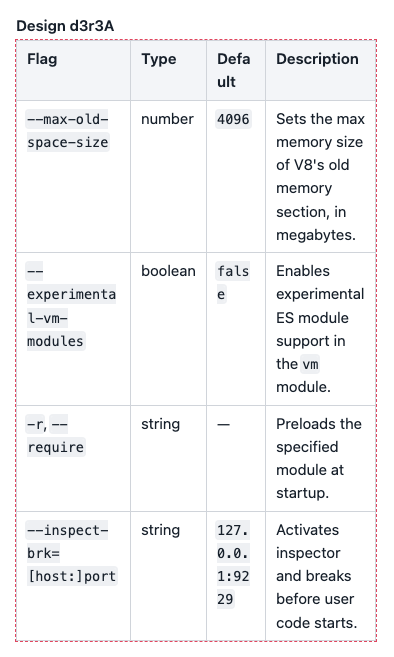 Design d3r3A
Flag Type Defa Description
ult
--max-old- number 4096 Sets the max
space-size memory size
of V8's old
memory
section, in
megabytes.
-- boolean fals Enables
experimenta e experimental
l-vm- ES module
modules support in
the vm
module.
-r, -- string — Preloads the
require specified
module at
startup.
--inspect- string 127. Activates
brk= 0.0. inspector
[host:]port 1:92 and breaks
29 before user
code starts.